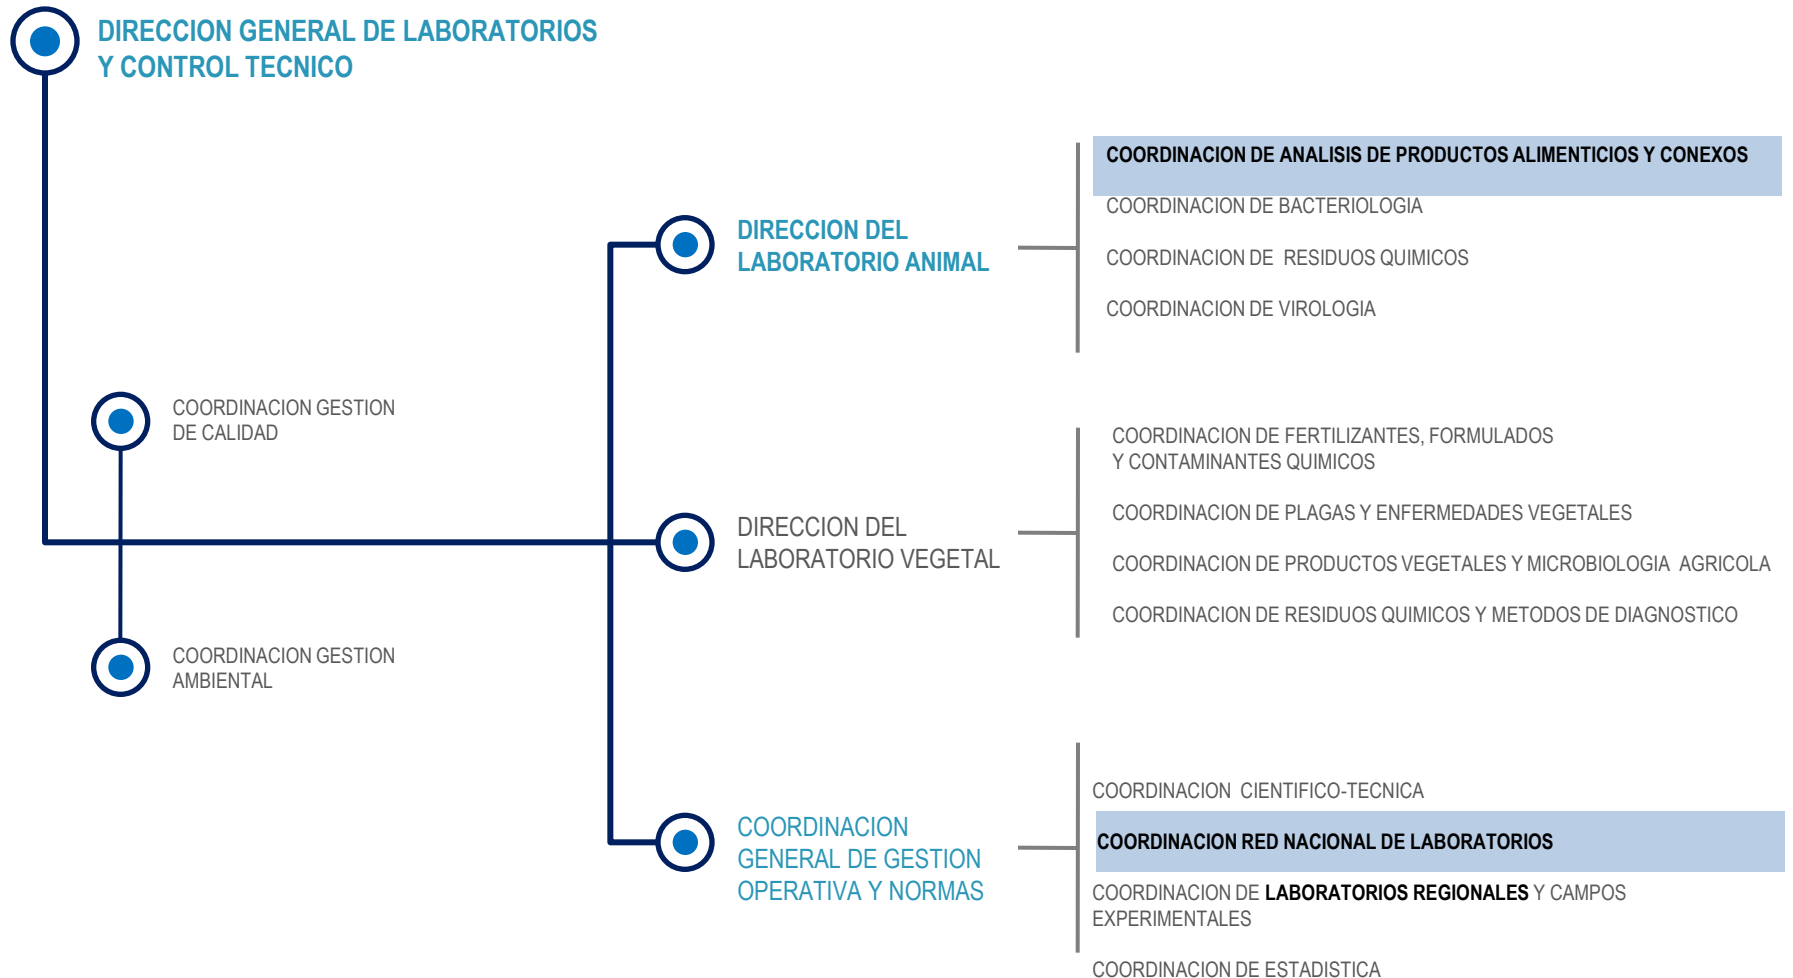 DIRECCION GENERAL DE LABORATORIOS
Y CONTROL TECNICO
COORDINACION GESTION
DE CALIDAD
COORDINACION GESTION
AMBIENTAL
DIRECCION DEL
LABORATORIO ANIMAL
COORDINACION DE ANALISIS DE PRODUCTOS ALIMENTICIOS Y CONEXOS
COORDINACION DE BACTERIOLOGIA
COORDINACION DE RESIDUOS QUIMICOS
COORDINACION DE VIROLOGIA
DIRECCION DEL
LABORATORIO VEGETAL
COORDINACION DE FERTILIZANTES, FORMULADOS
Y CONTAMINANTES QUIMICOS
COORDINACION DE PLAGAS Y ENFERMEDADES VEGETALES
COORDINACION DE PRODUCTOS VEGETALES Y MICROBIOLOGIA AGRICOLA
COORDINACION DE RESIDUOS QUIMICOS Y METODOS DE DIAGNOSTICO
COORDINACION
GENERAL DE GESTION
OPERATIVA Y NORMAS
COORDINACION CIENTIFICO-TECNICA
COORDINACION RED NACIONAL DE LABORATORIOS
COORDINACION DE LABORATORIOS REGIONALES Y CAMPOS
EXPERIMENTALES
COORDINACION DE ESTADISTICA